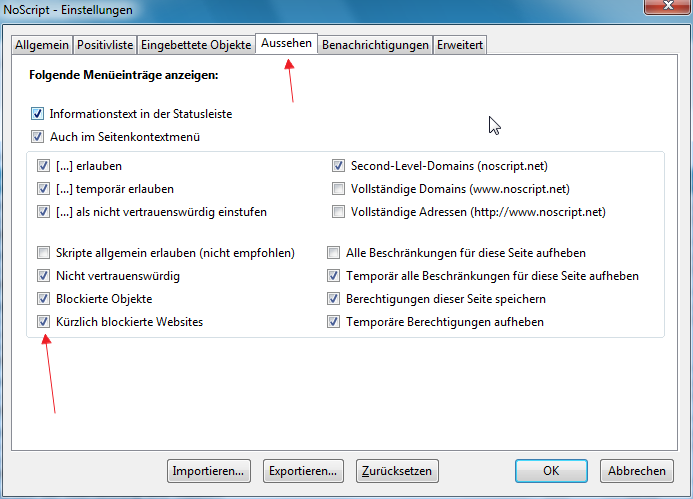 NoScript - Einstellungen
Allgemein Positivliste Eingebettete Objekte Aussehen Benachrichtigungen Erweitert
Folgende Menüeinträge anzeigen:
Informationstext in der Statusleiste
Auch im Seitenkontextmenü
[...] erlauben Second-Level-Domains (noscript.net)
[...] temporär erlauben Vollständige Domains (www.noscript.net)
[...] als nicht vertrauenswürdig einstufen Vollständige Adressen (http://www.noscript.net)
Skripte allgemein erlauben (nicht empfohlen) Alle Beschränkungen für diese Seite aufheben
Nicht vertrauenswürdig Temporär alle Beschränkungen für diese Seite aufheben
Blockierte Objekte Berechtigungen dieser Seite speichern
Kürzlich blockierte Websites Temporäre Berechtigungen aufheben
Importieren... Exportieren... Zurücksetzen OK Abbrechen